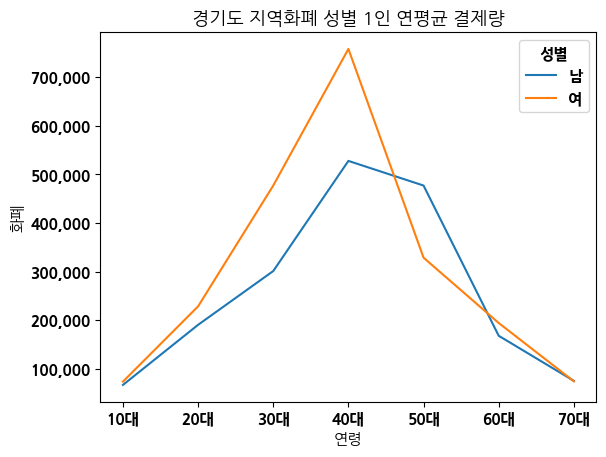 경기도 지역화폐 성별 1인 연평균 결제량
성별
남
여
화폐
700,000
600,000
500,000
400,000
300,000
200,000
100,000
10대 20대 30대 40대 50대 60대 70대
연령